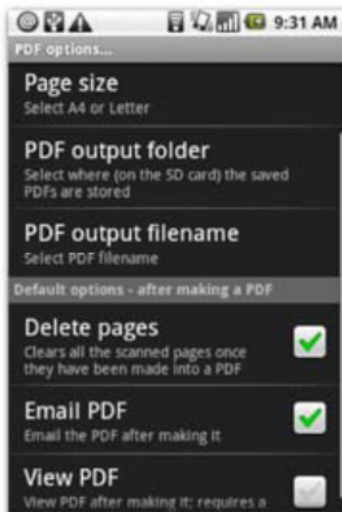 9:31 AM
PDF options...
Page size
Select A4 or Letter
PDF output folder
Select where (on the SD card) the saved
PDFs are stored
PDF output filename
Select PDF filename
Default options - after making a PDF
Delete pages
Clears all the scanned pages once
they have been made into a PDF
Email PDF
Email the PDF after making it
View PDF
View PDF after making it; requires a